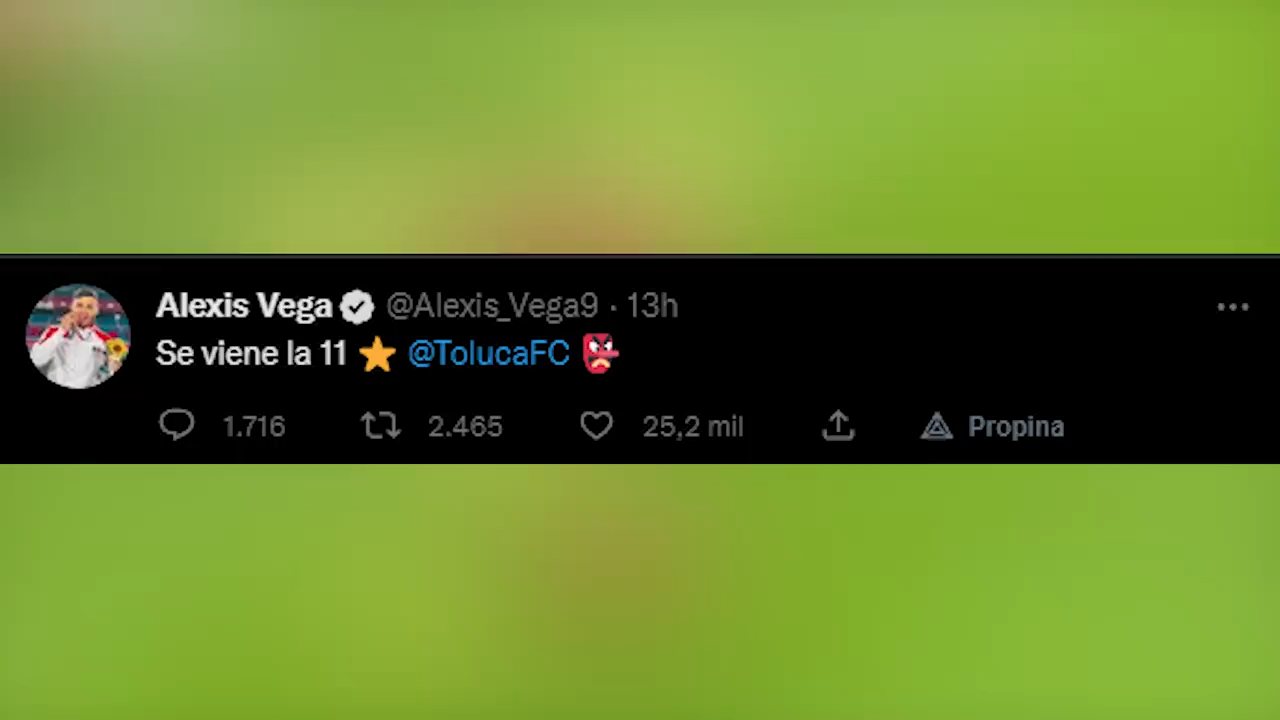 Alexis Vega @Alexis_Vega9 · 13h
Se viene la 11 ⭐ @TolucaFC 👺
1.716 2.465 25,2 mil Propina